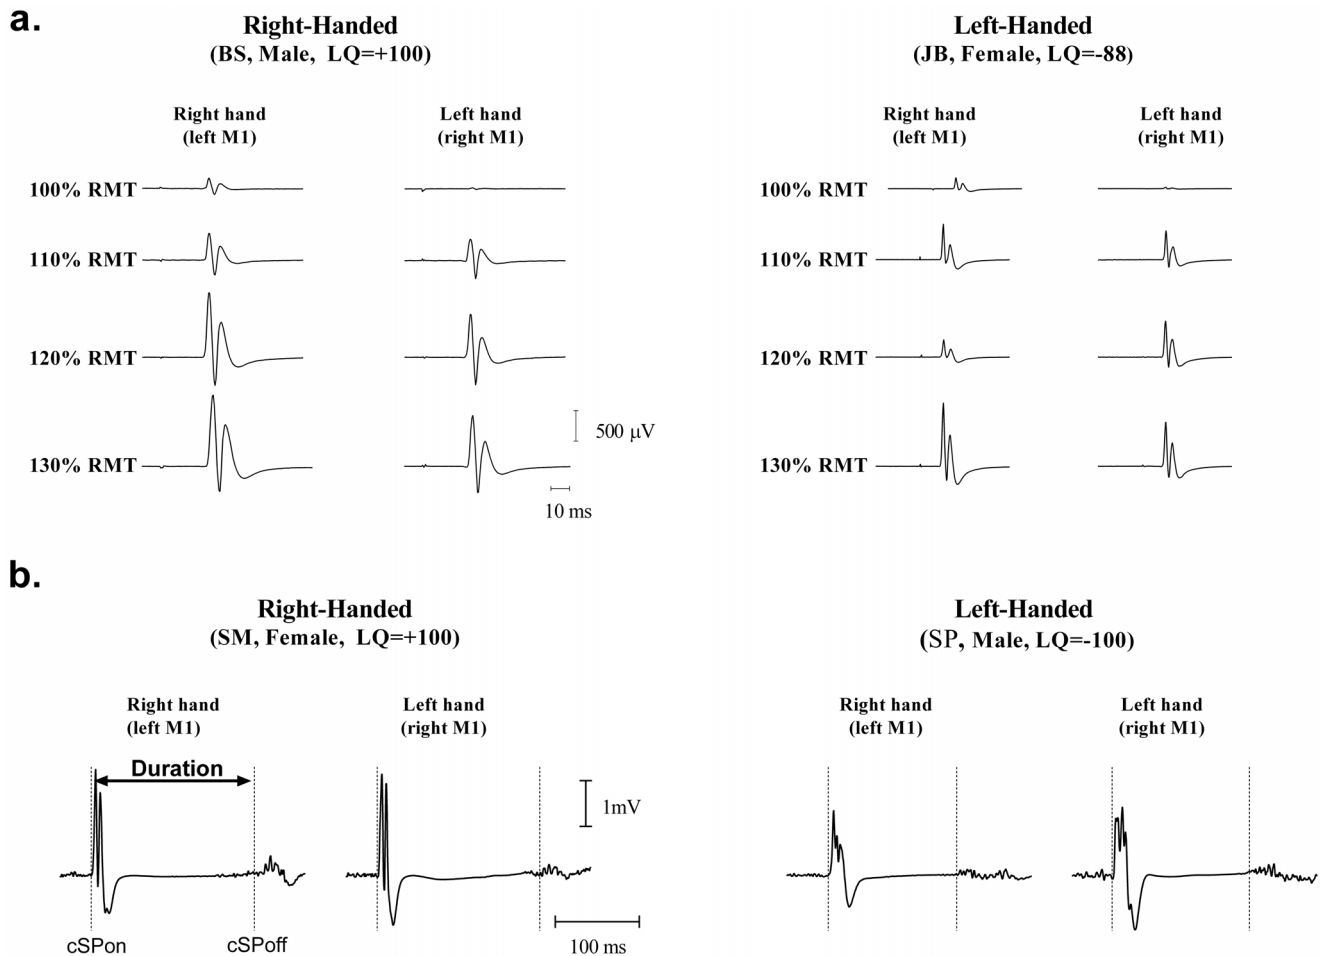 a.
Right-Handed
(BS, Male, LQ=+100)
Left-Handed
(JB, Female, LQ=-88)
Right hand
(left M1)
Left hand
(right M1)
Right hand
(left M1)
Left hand
(right M1)
100% RMT
100% RMT
110% RMT
110% RMT
120% RMT
120% RMT
130% RMT
130% RMT
500 µV
10 ms
b.
Right-Handed
(SM, Female, LQ=+100)
Left-Handed
(SP, Male, LQ=-100)
Right hand
(left M1)
Left hand
(right M1)
Right hand
(left M1)
Left hand
(right M1)
Duration
1mV
cSPon
cSPoff
100 ms